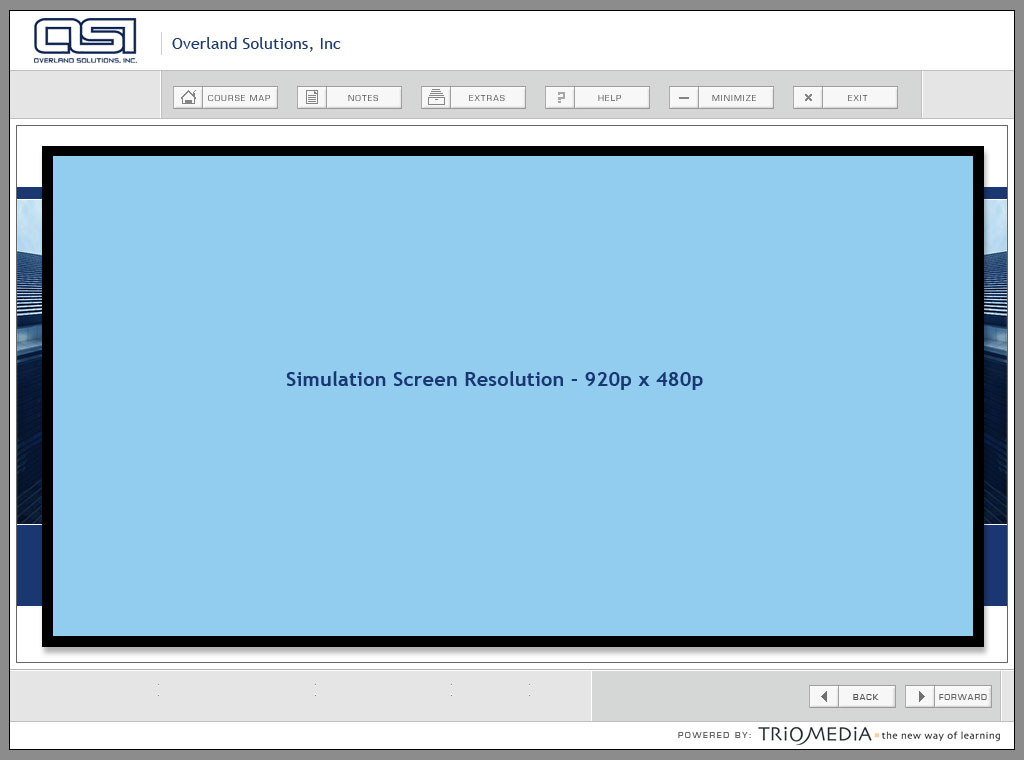 OSI
OVERLAND SOLUTIONS, INC.
Overland Solutions, Inc
COURSE MAP
NOTES
EXTRAS
HELP
MINIMIZE
EXIT
Simulation Screen Resolution - 920p x 480p
BACK
FORWARD
POWERED BY: TRiOMEDiA the new way of learning